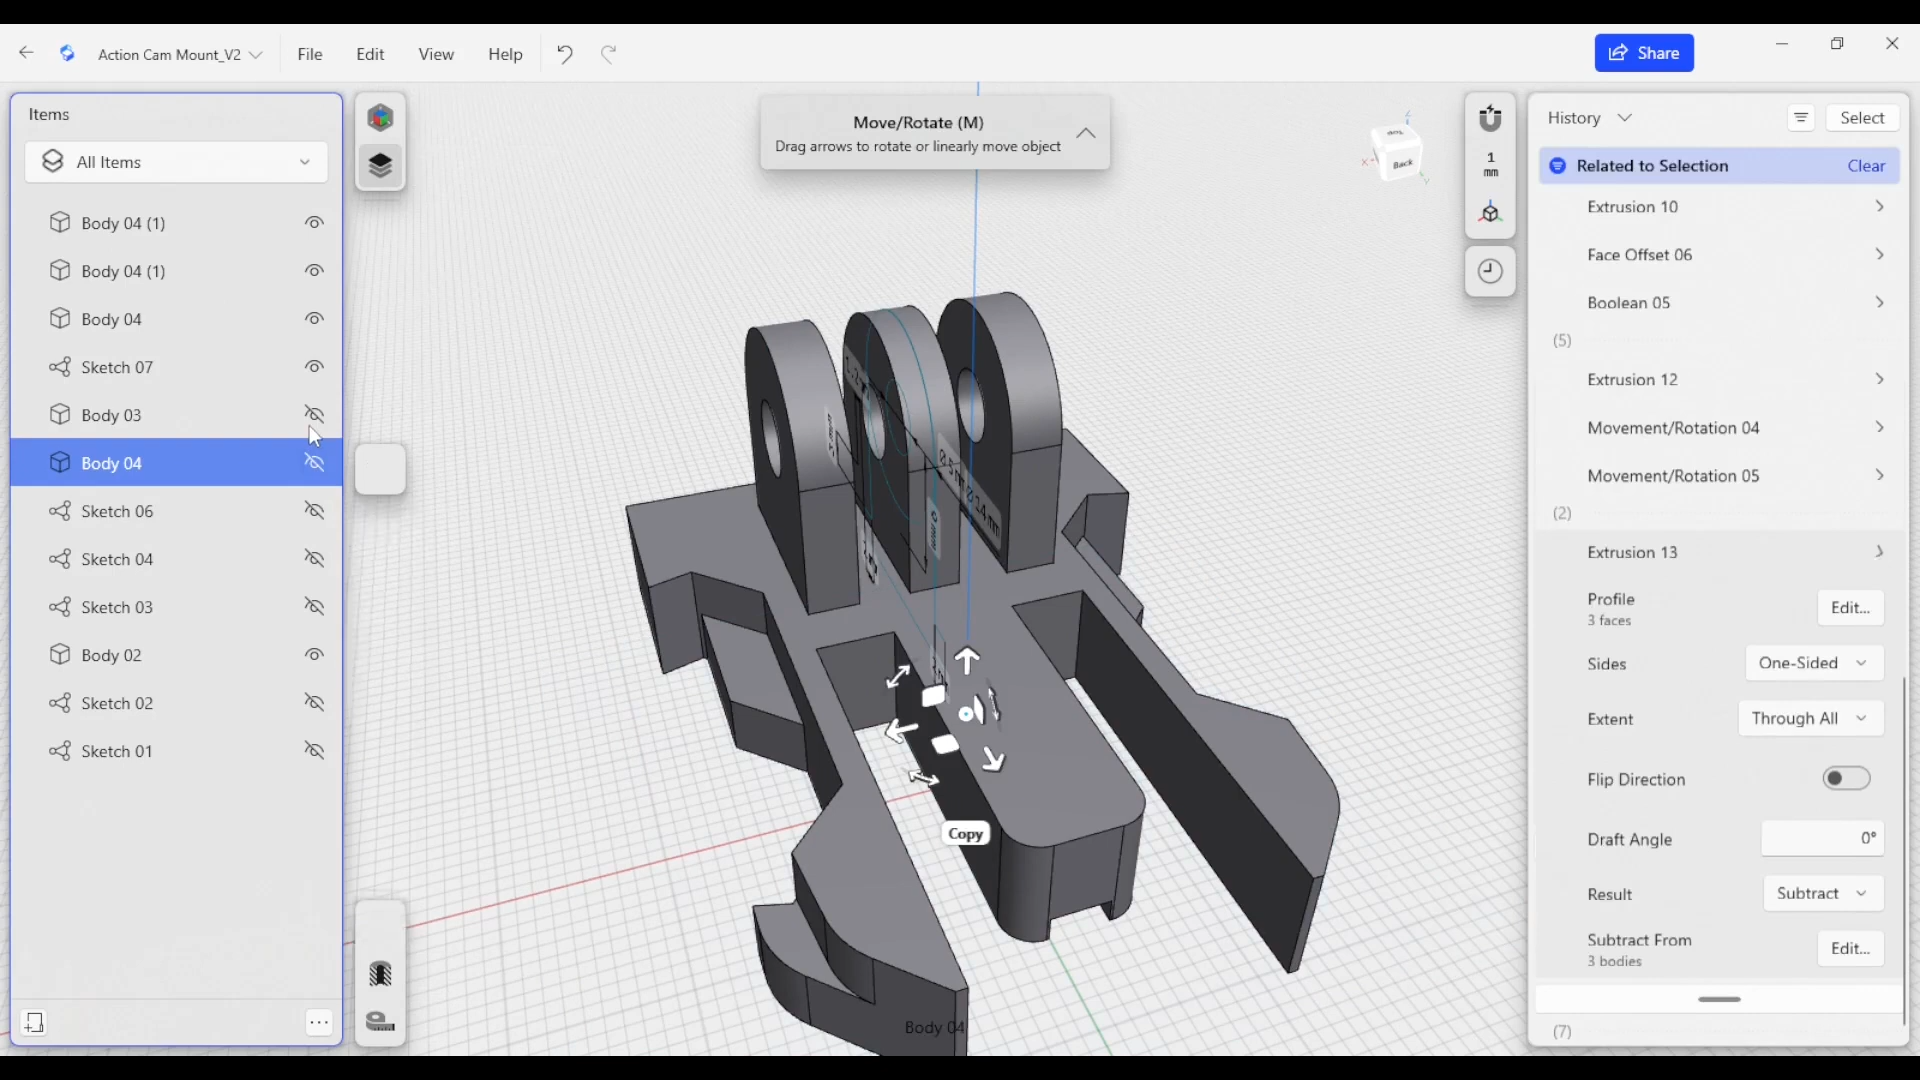 Action Cam Mount_V2
File
Edit
View
Help
Share
Items
All Items
Body 04 (1)
Body 04 (1)
Body 04
Sketch 07
Body 03
Body 04
Sketch 06
Sketch 04
Sketch 03
Body 02
Sketch 02
Sketch 01
Move/Rotate (M)
Drag arrows to rotate or linearly move object
Top
Back
1
mm
Copy
Body 04
History
Select
Related to Selection
Clear
Extrusion 10
Face Offset 06
Boolean 05
(5)
Extrusion 12
Movement/Rotation 04
Movement/Rotation 05
(2)
Extrusion 13
Profile
3 faces
Edit...
Sides
One-Sided
Extent
Through All
Flip Direction
Draft Angle
0°
Result
Subtract
Subtract From
3 bodies
Edit...
(7)